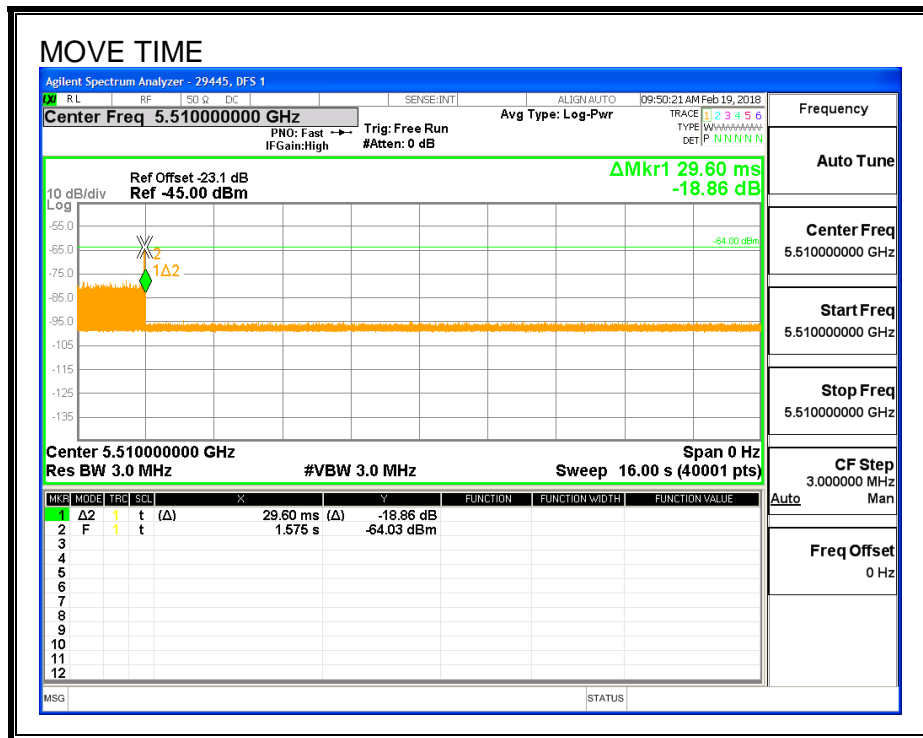 MOVE TIME
Agilent Spectrum Analyzer - 29445, DFS 1
LXI RL RF 50 Ω DC SENSE:INT ALIGN AUTO 09:50:21 AM Feb 19, 2018
Center Freq 5.510000000 GHz
Avg Type: Log-Pwr
TRACE 1 2 3 4 5 6
PNO: Fast
Trig: Free Run
TYPE WWWWWWW
IFGain:High
#Atten: 0 dB
DET P N N N N N
ΔMkr1 29.60 ms
-18.86 dB
Ref Offset -23.1 dB
10 dB/div Ref -45.00 dBm
Log
-55.0
-64.00 dBm
-65.0
2
1Δ2
-75.0
-85.0
-95.0
-105
-115
-125
-135
Center 5.510000000 GHz Span 0 Hz
Res BW 3.0 MHz #VBW 3.0 MHz Sweep 16.00 s (40001 pts)
MKR MODE TRC SCL X Y FUNCTION FUNCTION WIDTH FUNCTION VALUE
1 Δ2 1 t (Δ) 29.60 ms (Δ) -18.86 dB
2 F 1 t 1.575 s -64.03 dBm
3
4
5
6
7
8
9
10
11
12
MSG STATUS
Frequency
Auto Tune
Center Freq
5.510000000 GHz
Start Freq
5.510000000 GHz
Stop Freq
5.510000000 GHz
CF Step
3.000000 MHz
Auto Man
Freq Offset
0 Hz